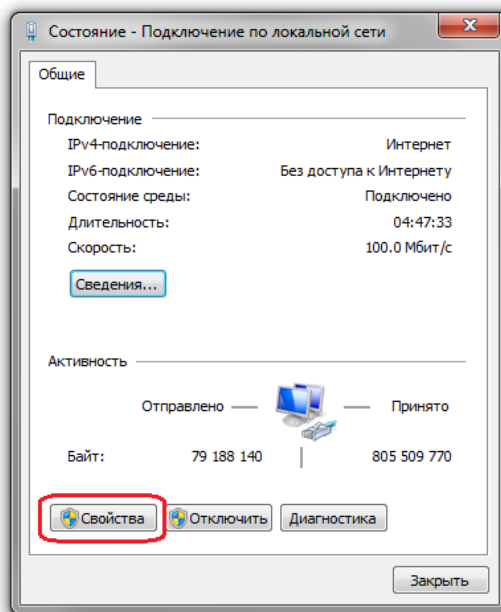 Состояние - Подключение по локальной сети
Общие
Подключение
IPv4-подключение: Интернет
IPv6-подключение: Без доступа к Интернету
Состояние среды: Подключено
Длительность: 04:47:33
Скорость: 100.0 Мбит/с
Сведения...
Активность
Отправлено Принято
Байт: 79 188 140 805 509 770
Свойства Отключить Диагностика
Закрыть